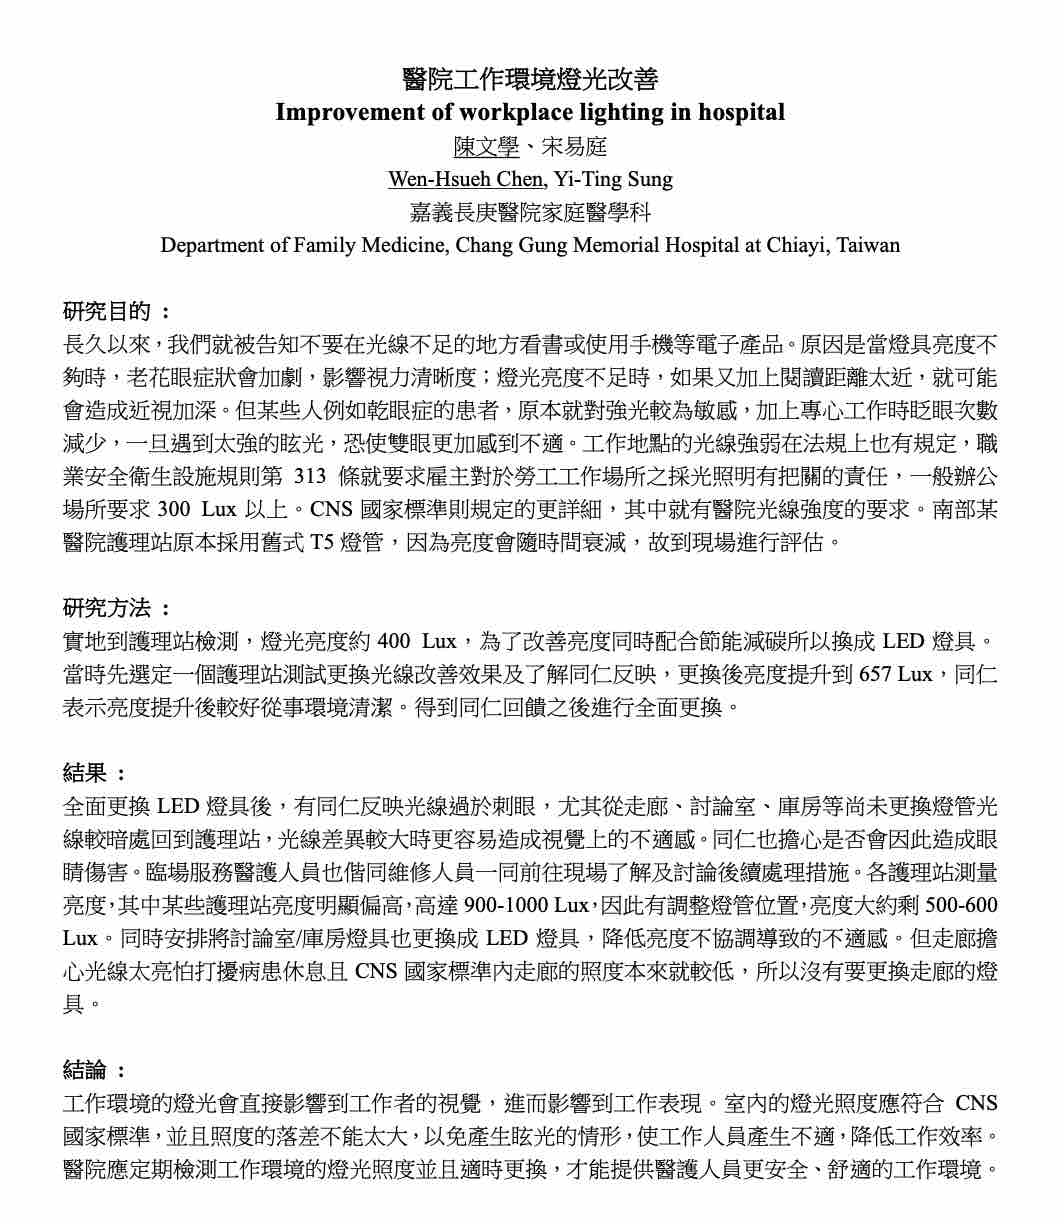 醫院工作環境燈光改善
Improvement of workplace lighting in hospital
陳文學、宋易庭
Wen-Hsueh Chen, Yi-Ting Sung
嘉義長庚醫院家庭醫學科
Department of Family Medicine, Chang Gung Memorial Hospital at Chiayi, Taiwan
研究目的：
長久以來，我們就被告知不要在光線不足的地方看書或使用手機等電子產品。原因是當燈具亮度不
夠時，老花眼症狀會加劇，影響視力清晰度；燈光亮度不足時，如果又加上閱讀距離太近，就可能
會造成近視加深。但某些人例如乾眼症的患者，原本就對強光較為敏感，加上專心工作時眨眼次數
減少，一旦遇到太強的眩光，恐使雙眼更加感到不適。工作地點的光線強弱在法規上也有規定，職
業安全衛生設施規則第 313 條就要求雇主對於勞工工作場所之採光照明有把關的責任，一般辦公
場所要求 300 Lux 以上。CNS 國家標準則規定的更詳細，其中就有醫院光線強度的要求。南部某
醫院護理站原本採用舊式 T5 燈管，因為亮度會隨時間衰減，故到現場進行評估。
研究方法：
實地到護理站檢測，燈光亮度約 400 Lux，為了改善亮度同時配合節能減碳所以換成 LED 燈具。
當時先選定一個護理站測試更換光線改善效果及了解同仁反映，更換後亮度提升到 657 Lux，同仁
表示亮度提升後較好從事環境清潔。得到同仁回饋之後進行全面更換。
結果：
全面更換 LED 燈具後，有同仁反映光線過於刺眼，尤其從走廊、討論室、庫房等尚未更換燈管光
線較暗處回到護理站，光線差異較大時更容易造成視覺上的不適感。同仁也擔心是否會因此造成眼
睛傷害。臨場服務醫護人員也偕同維修人員一同前往現場了解及討論後續處理措施。各護理站測量
亮度，其中某些護理站亮度明顯偏高，高達 900-1000 Lux，因此有調整燈管位置，亮度大約剩 500-600
Lux。同時安排將討論室/庫房燈具也更換成 LED 燈具，降低亮度不協調導致的不適感。但走廊擔
心光線太亮怕打擾病患休息且 CNS 國家標準內走廊的照度本來就較低，所以沒有要更換走廊的燈
具。
結論：
工作環境的燈光會直接影響到工作者的視覺，進而影響到工作表現。室內的燈光照度應符合 CNS
國家標準，並且照度的落差不能太大，以免產生眩光的情形，使工作人員產生不適，降低工作效率。
醫院應定期檢測工作環境的燈光照度並且適時更換，才能提供醫護人員更安全、舒適的工作環境。